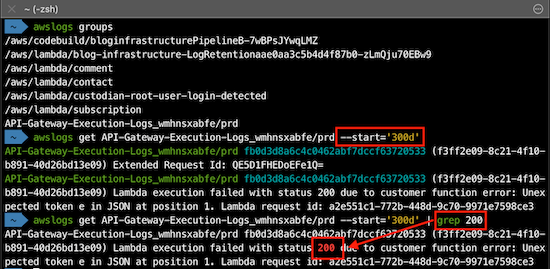 ~ (-zsh)
~ awslogs groups
/aws/codebuild/bloginfrastructurePipelineB-7wBPsJYwqLMZ
/aws/lambda/blog-infrastructure-LogRetentionaae0aa3c5b4d4f87b0-zLmQju70EBw9
/aws/lambda/comment
/aws/lambda/contact
/aws/lambda/custodian-root-user-login-detected
/aws/lambda/subscription
API-Gateway-Execution-Logs_wmhnsxabfe/prd
~ awslogs get API-Gateway-Execution-Logs_wmhnsxabfe/prd --start='300d'
API-Gateway-Execution-Logs_wmhnsxabfe/prd fb0d3d8a6c4c0462abf7dccf63720533 (f3ff2e09-8c21-4f10-
b891-40d26bd13e09) Extended Request Id: QE5D1FHEDoEFe1Q=
API-Gateway-Execution-Logs_wmhnsxabfe/prd fb0d3d8a6c4c0462abf7dccf63720533 (f3ff2e09-8c21-4f10-
b891-40d26bd13e09) Lambda execution failed with status 200 due to customer function error: Unex
pected token e in JSON at position 1. Lambda request id: a2e551c1-772b-448d-9c70-9971e7598ce3
~ awslogs get API-Gateway-Execution-Logs_wmhnsxabfe/prd --start='300d' | grep 200
API-Gateway-Execution-Logs_wmhnsxabfe/prd fb0d3d8a6c4c0462abf7dccf63720533 (f3ff2e09-8c21-4f10-
b891-40d26bd13e09) Lambda execution failed with status 200 due to customer function error: Unex
pected token e in JSON at position 1. Lambda request id: a2e551c1-772b-448d-9c70-9971e7598ce3